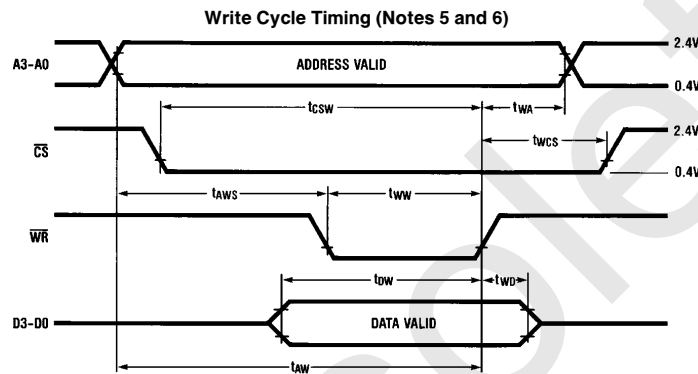 Write Cycle Timing (Notes 5 and 6)
A3-A0
ADDRESS VALID
2.4V
0.4V
tCSW
tWA
CS
tWCS
2.4V
0.4V
tAWS
tWW
WR
tDW
tWD
D3-D0
DATA VALID
tAW